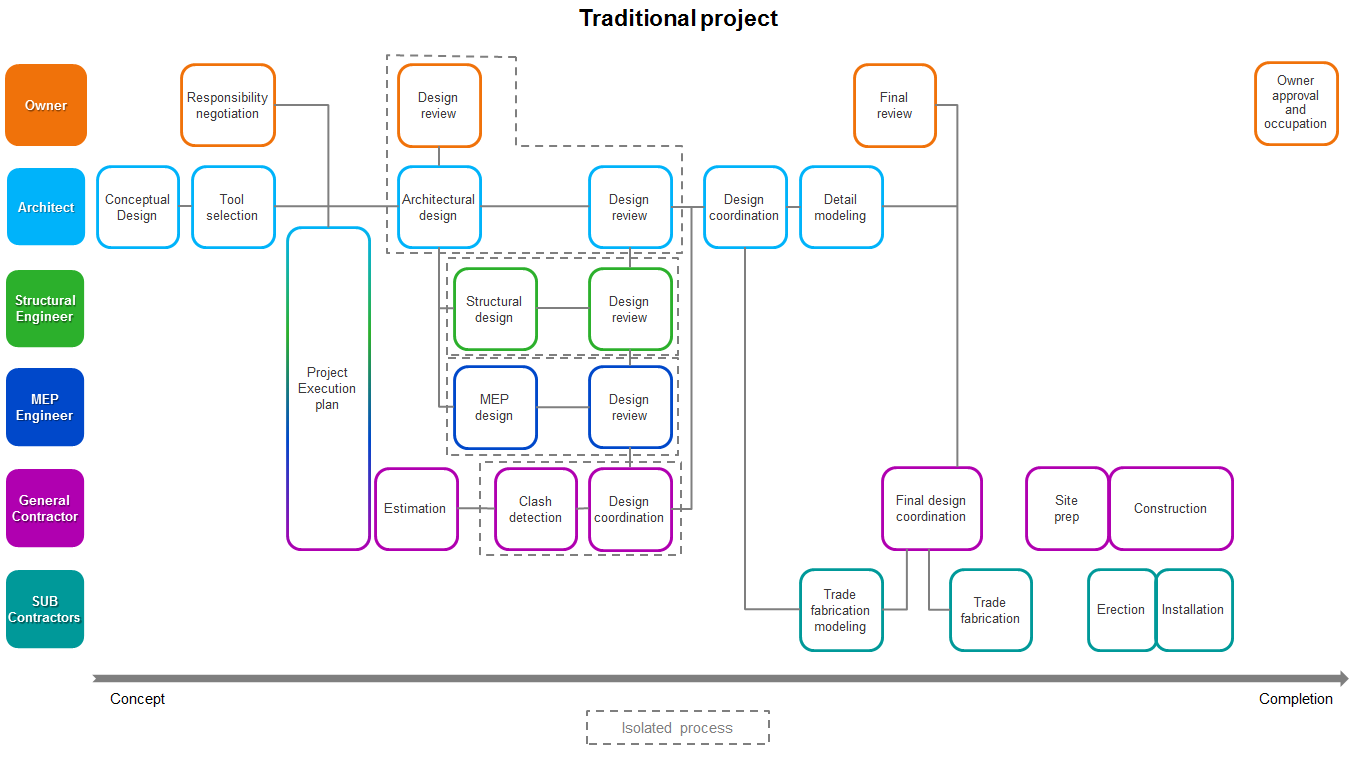 Traditional project
Owner
Responsibility
negotiation
Design
review
Final
review
Owner
approval
and
occupation
Architect
Conceptual
Design
Tool
selection
Architectural
design
Design
review
Design
coordination
Detail
modeling
Structural
Engineer
Structural
design
Design
review
Project
Execution
plan
MEP
Engineer
MEP
design
Design
review
General
Contractor
Estimation
Clash
detection
Design
coordination
Final design
coordination
Site
prep
Construction
SUB
Contractors
Trade
fabrication
modeling
Trade
fabrication
Erection
Installation
Concept
Completion
Isolated process